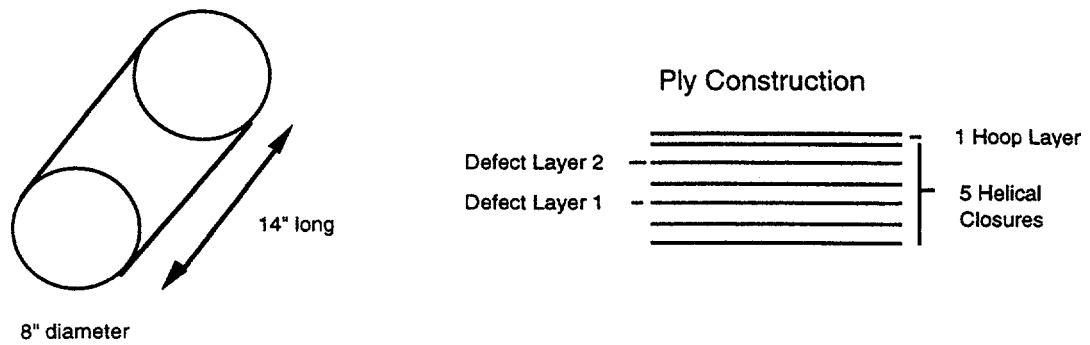 14" long
8" diameter
Ply Construction
1 Hoop Layer
Defect Layer 2
Defect Layer 1
5 Helical
Closures